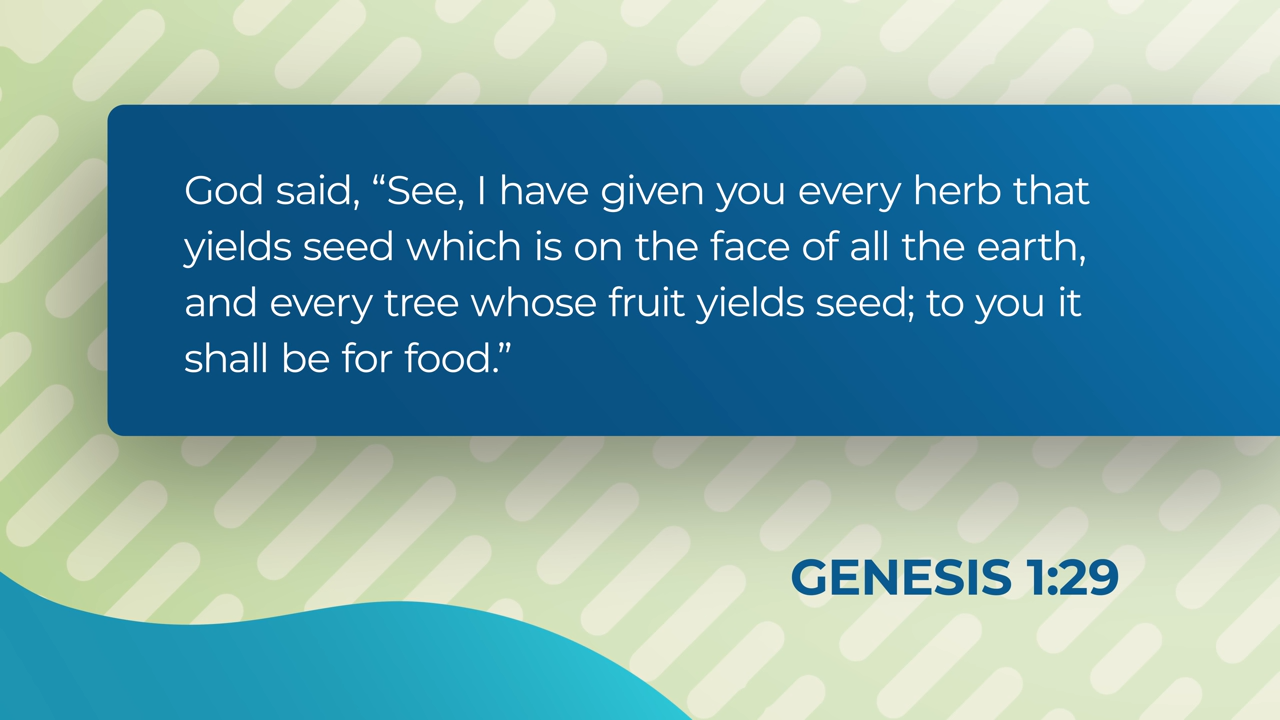 God said, “See, I have given you every herb that
yields seed which is on the face of all the earth,
and every tree whose fruit yields seed; to you it
shall be for food.”
GENESIS 1:29